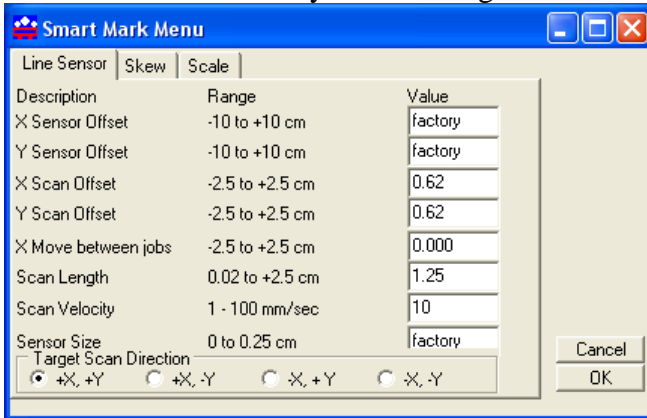 Smart Mark Menu
Line Sensor Skew Scale
Description Range Value
X Sensor Offset -10 to +10 cm factory
Y Sensor Offset -10 to +10 cm factory
X Scan Offset -2.5 to +2.5 cm 0.62
Y Scan Offset -2.5 to +2.5 cm 0.62
X Move between jobs -2.5 to +2.5 cm 0.000
Scan Length 0.02 to +2.5 cm 1.25
Scan Velocity 1 - 100 mm/sec 10
Sensor Size 0 to 0.25 cm factory
Target Scan Direction
+X, +Y +X, -Y -X, + Y -X, -Y
Cancel
OK